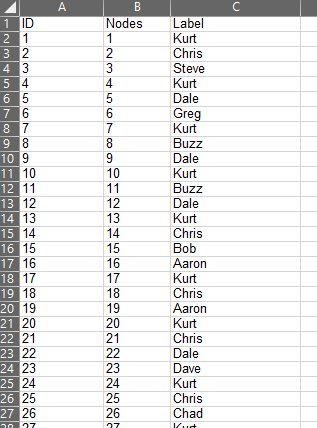 A B C
1 ID Nodes Label
2 1 1 Kurt
3 2 2 Chris
4 3 3 Steve
5 4 4 Kurt
6 5 5 Dale
7 6 6 Greg
8 7 7 Kurt
9 8 8 Buzz
10 9 9 Dale
11 10 10 Kurt
12 11 11 Buzz
13 12 12 Dale
14 13 13 Kurt
15 14 14 Chris
16 15 15 Bob
17 16 16 Aaron
18 17 17 Kurt
19 18 18 Chris
20 19 19 Aaron
21 20 20 Kurt
22 21 21 Chris
23 22 22 Dale
24 23 23 Dave
25 24 24 Kurt
26 25 25 Chris
27 26 26 Chad
28 27 27 Kurt